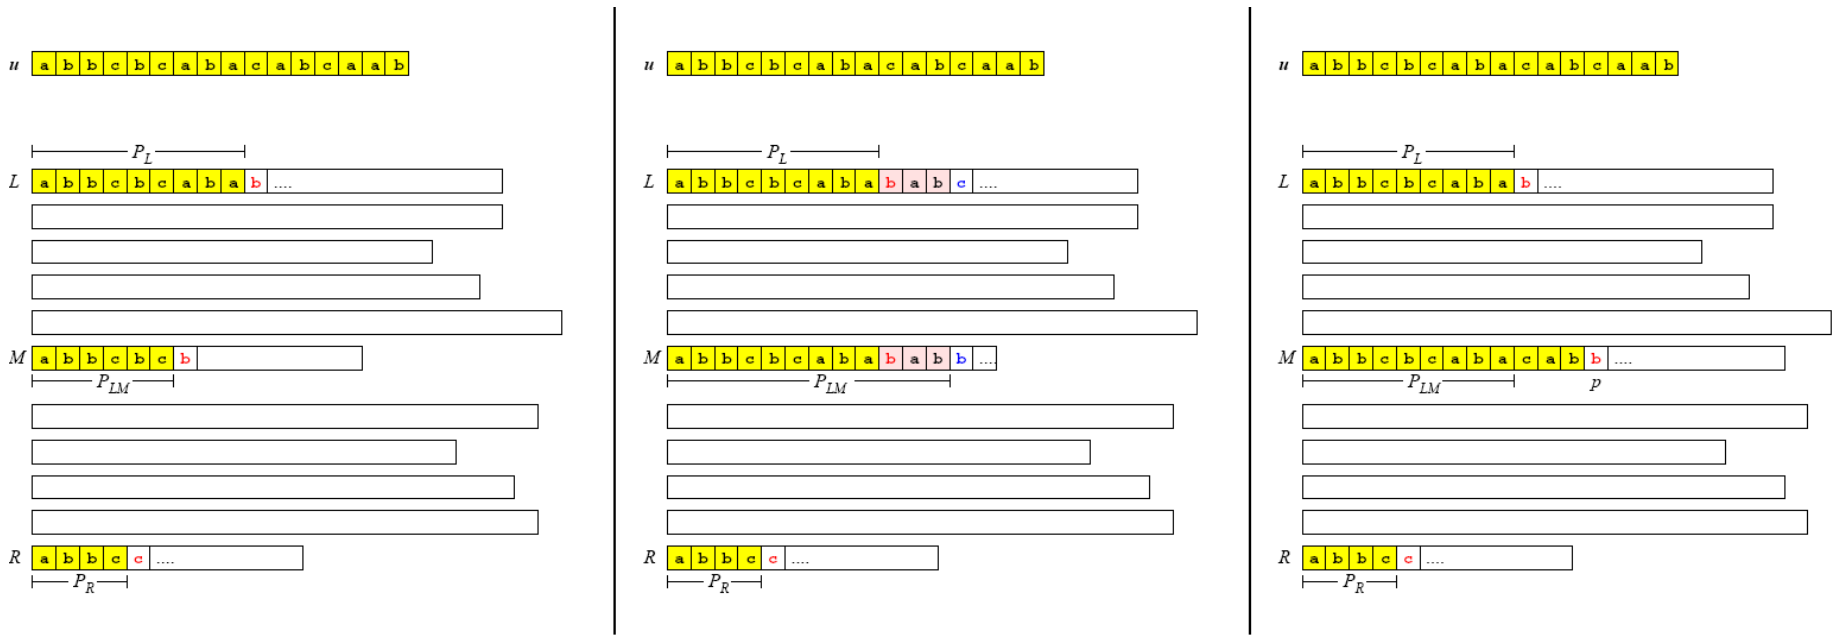 u a b b c b c a b a c a b c a a b
P_L
L a b b c b c a b a b ....
M a b b c b c b
P_LM
R a b b c c ....
P_R
u a b b c b c a b a c a b c a a b
P_L
L a b b c b c a b a b a b c ....
M a b b c b c a b a b a b b ....
P_LM
R a b b c c ....
P_R
u a b b c b c a b a c a b c a a b
P_L
L a b b c b c a b a b ....
M a b b c b c a b a c a b b ....
P_LM p
R a b b c c ....
P_R